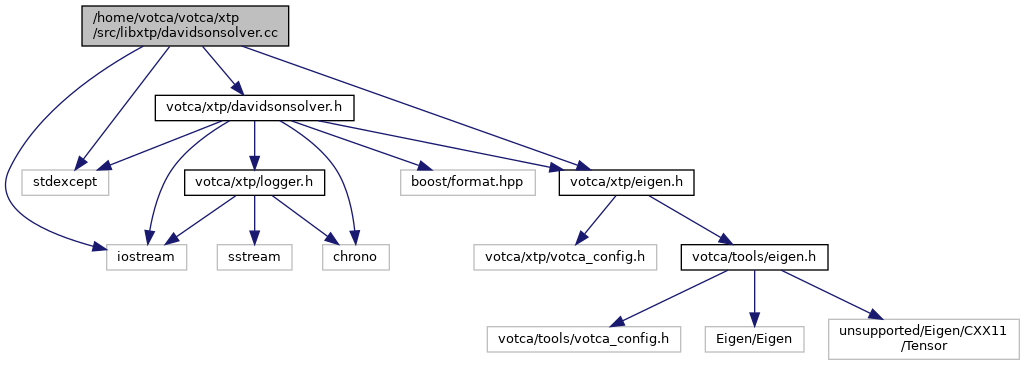 /home/votca/votca/xtp
/src/libxtp/davidsonsolver.cc
votca/xtp/davidsonsolver.h
stdexcept
votca/xtp/logger.h
boost/format.hpp
votca/xtp/eigen.h
iostream
sstream
chrono
votca/xtp/votca_config.h
votca/tools/eigen.h
votca/tools/votca_config.h
Eigen/Eigen
unsupported/Eigen/CXX11
/Tensor